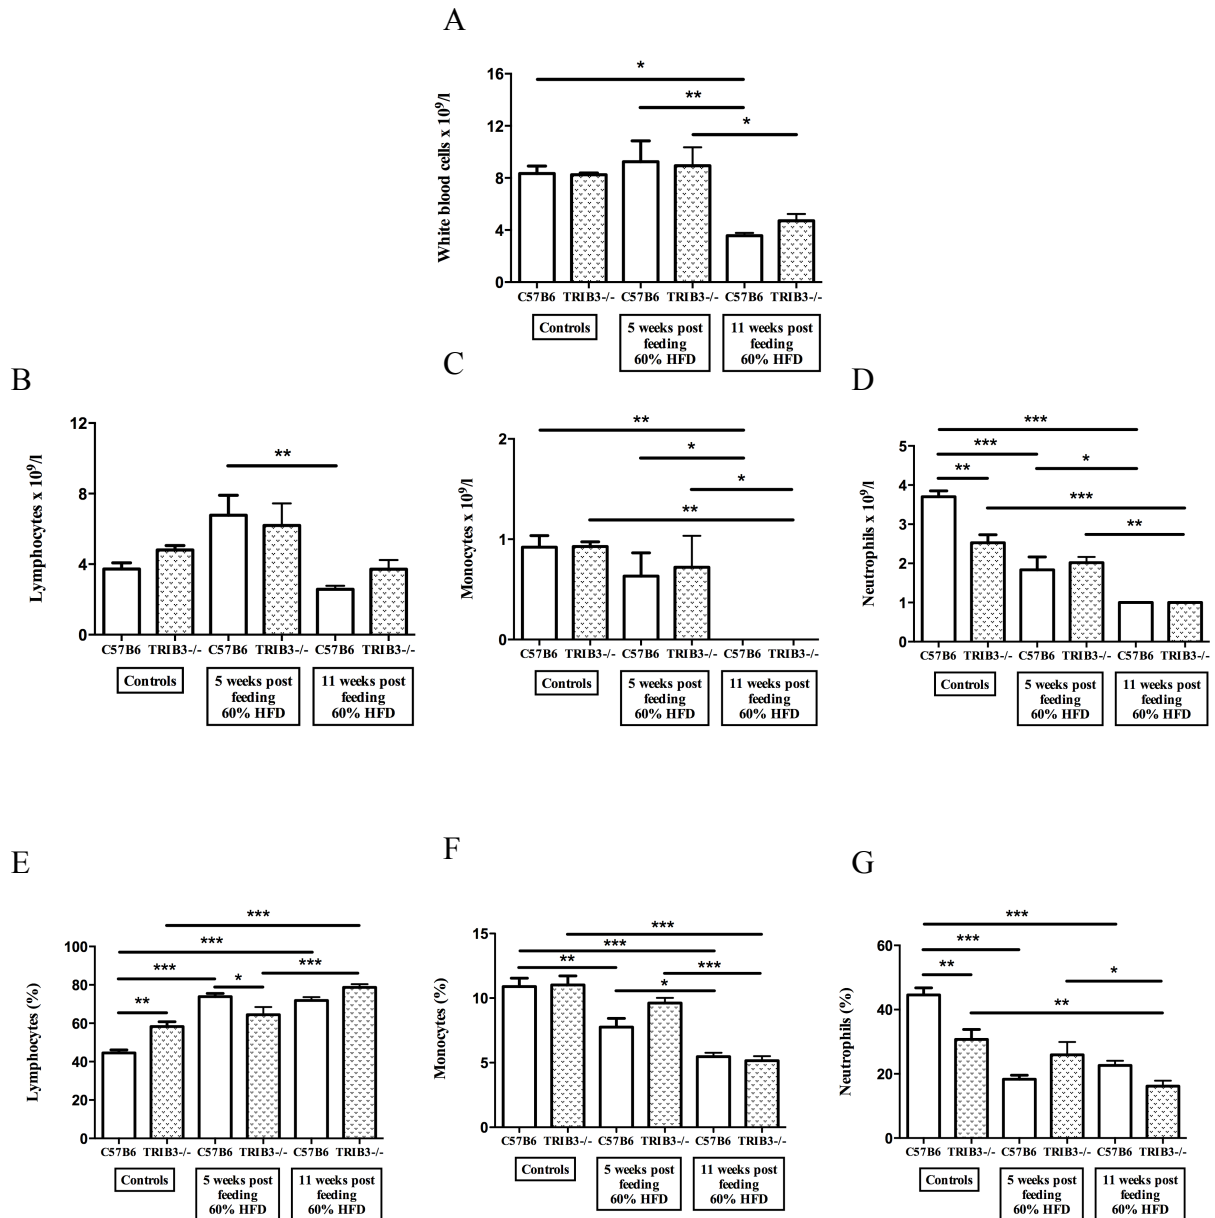 A
White blood cells x 10⁹/l
16
12
8
4
0
*
**
*
C57B6 TRIB3-/- C57B6 TRIB3-/- C57B6 TRIB3-/-
Controls
5 weeks post
feeding
60% HFD
11 weeks post
feeding
60% HFD
B
Lymphocytes x 10⁹/l
12
8
4
0
**
C57B6 TRIB3-/- C57B6 TRIB3-/- C57B6 TRIB3-/-
Controls
5 weeks post
feeding
60% HFD
11 weeks post
feeding
60% HFD
C
Monocytes x 10⁹/l
2
1
0
**
*
*
**
C57B6 TRIB3-/- C57B6 TRIB3-/- C57B6 TRIB3-/-
Controls
5 weeks post
feeding
60% HFD
11 weeks post
feeding
60% HFD
D
Neutrophils x 10⁹/l
5
4
3
2
1
0
***
***
*
**
***
**
C57B6 TRIB3-/- C57B6 TRIB3-/- C57B6 TRIB3-/-
Controls
5 weeks post
feeding
60% HFD
11 weeks post
feeding
60% HFD
E
Lymphocytes (%)
100
80
60
40
20
0
***
***
***
*
***
**
C57B6 TRIB3-/- C57B6 TRIB3-/- C57B6 TRIB3-/-
Controls
5 weeks post
feeding
60% HFD
11 weeks post
feeding
60% HFD
F
Monocytes (%)
15
10
5
0
***
***
**
***
*
C57B6 TRIB3-/- C57B6 TRIB3-/- C57B6 TRIB3-/-
Controls
5 weeks post
feeding
60% HFD
11 weeks post
feeding
60% HFD
G
Neutrophils (%)
60
40
20
0
***
***
**
*
**
C57B6 TRIB3-/- C57B6 TRIB3-/- C57B6 TRIB3-/-
Controls
5 weeks post
feeding
60% HFD
11 weeks post
feeding
60% HFD